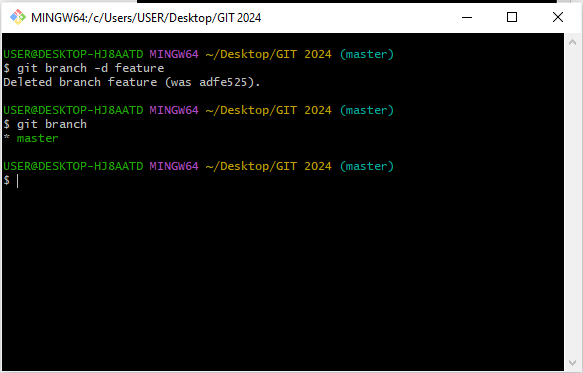 MINGW64:/c/Users/USER/Desktop/GIT 2024
USER@DESKTOP-HJ8AATD MINGW64 ~/Desktop/GIT 2024 (master)
$ git branch -d feature
Deleted branch feature (was adfe525).
USER@DESKTOP-HJ8AATD MINGW64 ~/Desktop/GIT 2024 (master)
$ git branch
* master
USER@DESKTOP-HJ8AATD MINGW64 ~/Desktop/GIT 2024 (master)
$